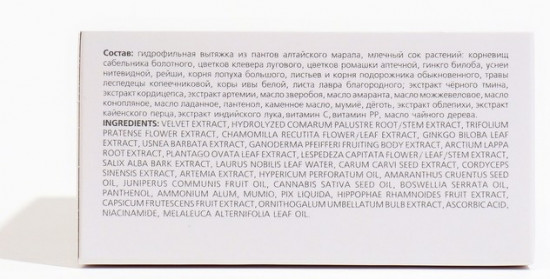 Состав: гидрофильная вытяжка из пантов алтайского марала, млечный сок растений: корневищ
сабельника болотного, цветков клевера лугового, цветков ромашки аптечной, гинкго билоба, уснеи
нитевидной, рейши, корня лопуха большого, листьев и корня подорожника обыкновенного, травы
леспедецы копеечниковой, коры ивы белой, листа лавра благородного, экстракт чёрного тмина,
экстракт кордицепса, экстракт артемии, масло зверобоя, масло амаранта, масло можжевеловое, масло
конопляное, масло ладанное, пантенол, каменное масло, мумиё, дёготь, экстракт облепихи, экстракт
кайенского перца, экстракт индийского лука, витамин С, витамин РР, масло чайного дерева.
INGREDIENTS: VELVET EXTRACT, HYDROLYZED COMARUM PALUSTRE ROOT/STEM EXTRACT, TRIFOLIUM
PRATENSE FLOWER EXTRACT, CHAMOMILLA RECUTITA FLOWER/LEAF EXTRACT, GINKGO BILOBA LEAF
EXTRACT, USNEA BARBATA EXTRACT, GANODERMA PFEIFFERI FRUITING BODY EXTRACT, ARCTIUM LAPPA
ROOT EXTRACT, PLANTAGO OVATA LEAF EXTRACT, LESPEDEZA CAPITATA FLOWER / LEAF/STEM EXTRACT,
SALIX ALBA BARK EXTRACT, LAURUS NOBILIS LEAF WATER, CARUM CARVI SEED EXTRACT, CORDYCEPS
SINENSIS EXTRACT, ARTEMIA EXTRACT, HYPERICUM PERFORATUM OIL, AMARANTHUS CRUENTUS SEED
OIL, JUNIPERUS COMMUNIS FRUIT OIL, CANNABIS SATIVA SEED OIL, BOSWELLIA SERRATA OIL,
PANTHENOL, AMMONIUM ALUM, MUMIO, PIX LIQUIDA, HIPPOPHAE RHAMNOIDES FRUIT EXTRACT,
CAPSICUM FRUTESCENS FRUIT EXTRACT, ORNITHOGALUM UMBELLATUM BULB EXTRACT, ASCORBIC ACID,
NIACINAMIDE, MELALEUCA ALTERNIFOLIA LEAF OIL.